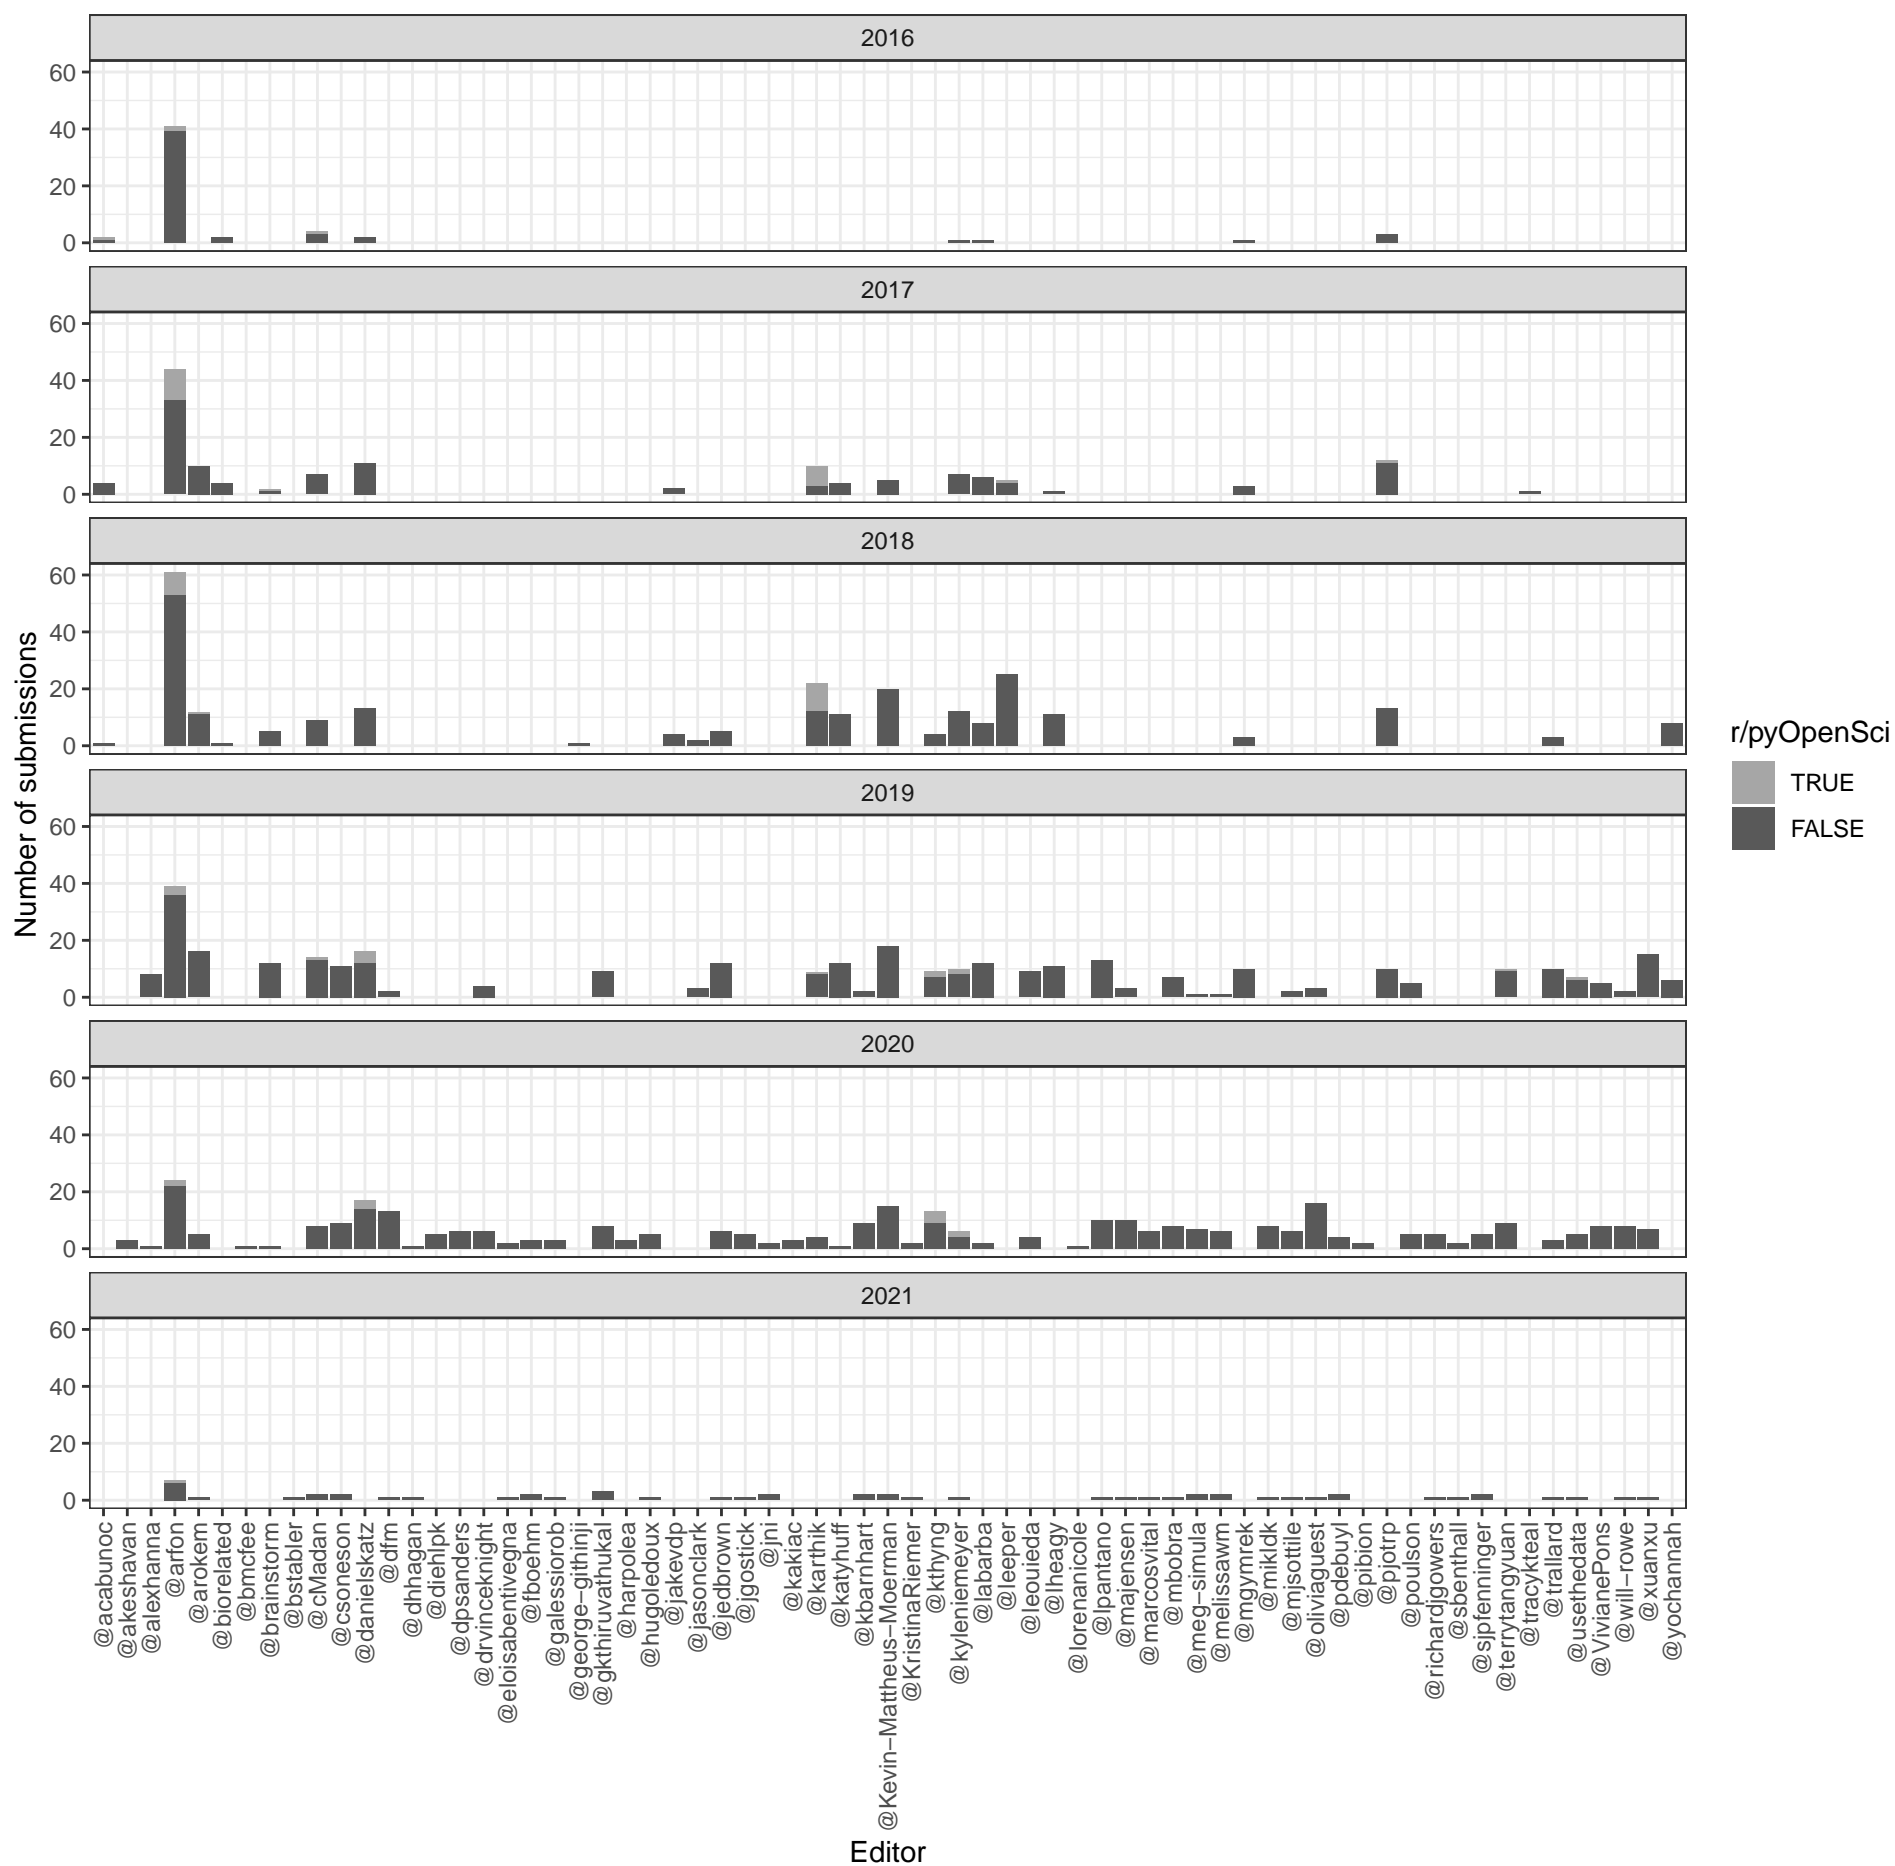 2016
60
40
20
0
2017
60
40
20
0
2018
60
40
20
0
2019
60
40
20
0
2020
60
40
20
0
2021
60
40
20
0
Number of submissions
r/pyOpenSci
TRUE
FALSE
@acabunoc
@akeshavan
@alexhanna
@arfon
@arokem
@biorelated
@bmcfee
@brainstorm
@bstabler
@cMadan
@csoneson
@danielskatz
@dfm
@dhhagan
@diehlpk
@dpsanders
@drvinceknight
@eloisabentivegna
@fboehm
@galessiorob
@george−githinji
@gkthiruvathukal
@harpolea
@hugoledoux
@jakevdp
@jasonclark
@jedbrown
@jgostick
@jni
@kakiac
@karthik
@katyhuff
@kbarnhart
@Kevin−Mattheus−Moerman
@KristinaRiemer
@kthyng
@kyleniemeyer
@labarba
@leeper
@leouieda
@lheagy
@lorenanicole
@lpantano
@majensen
@marcosvital
@mbobra
@meg−simula
@melissawm
@mgymrek
@mikldk
@mjsottile
@oliviaguest
@pdebuyl
@pibion
@pjotrp
@poulson
@richardjgowers
@sbenthall
@sjpfenninger
@terrytangyuan
@tracykteal
@trallard
@usethedata
@VivianePons
@will−rowe
@xuanxu
@yochannah
Editor